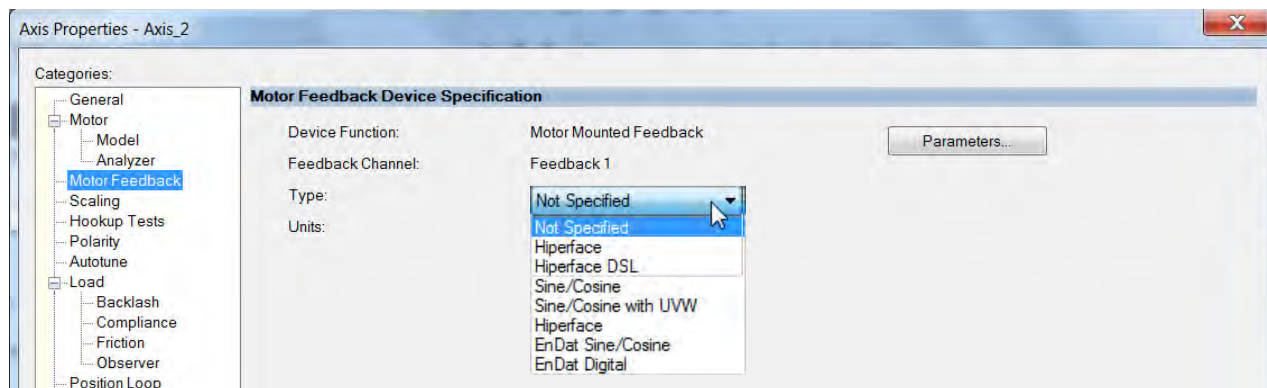 Axis Properties - Axis_2
X
Categories:
General
Motor
Model
Analyzer
Motor Feedback
Scaling
Hookup Tests
Polarity
Autotune
Load
Backlash
Compliance
Friction
Observer
Position Loop
Motor Feedback Device Specification
Device Function: Motor Mounted Feedback
Parameters...
Feedback Channel: Feedback 1
Type: Not Specified
Units:
Not Specified
Hiperface
Hiperface DSL
Sine/Cosine
Sine/Cosine with UVW
Hiperface
EnDat Sine/Cosine
EnDat Digital